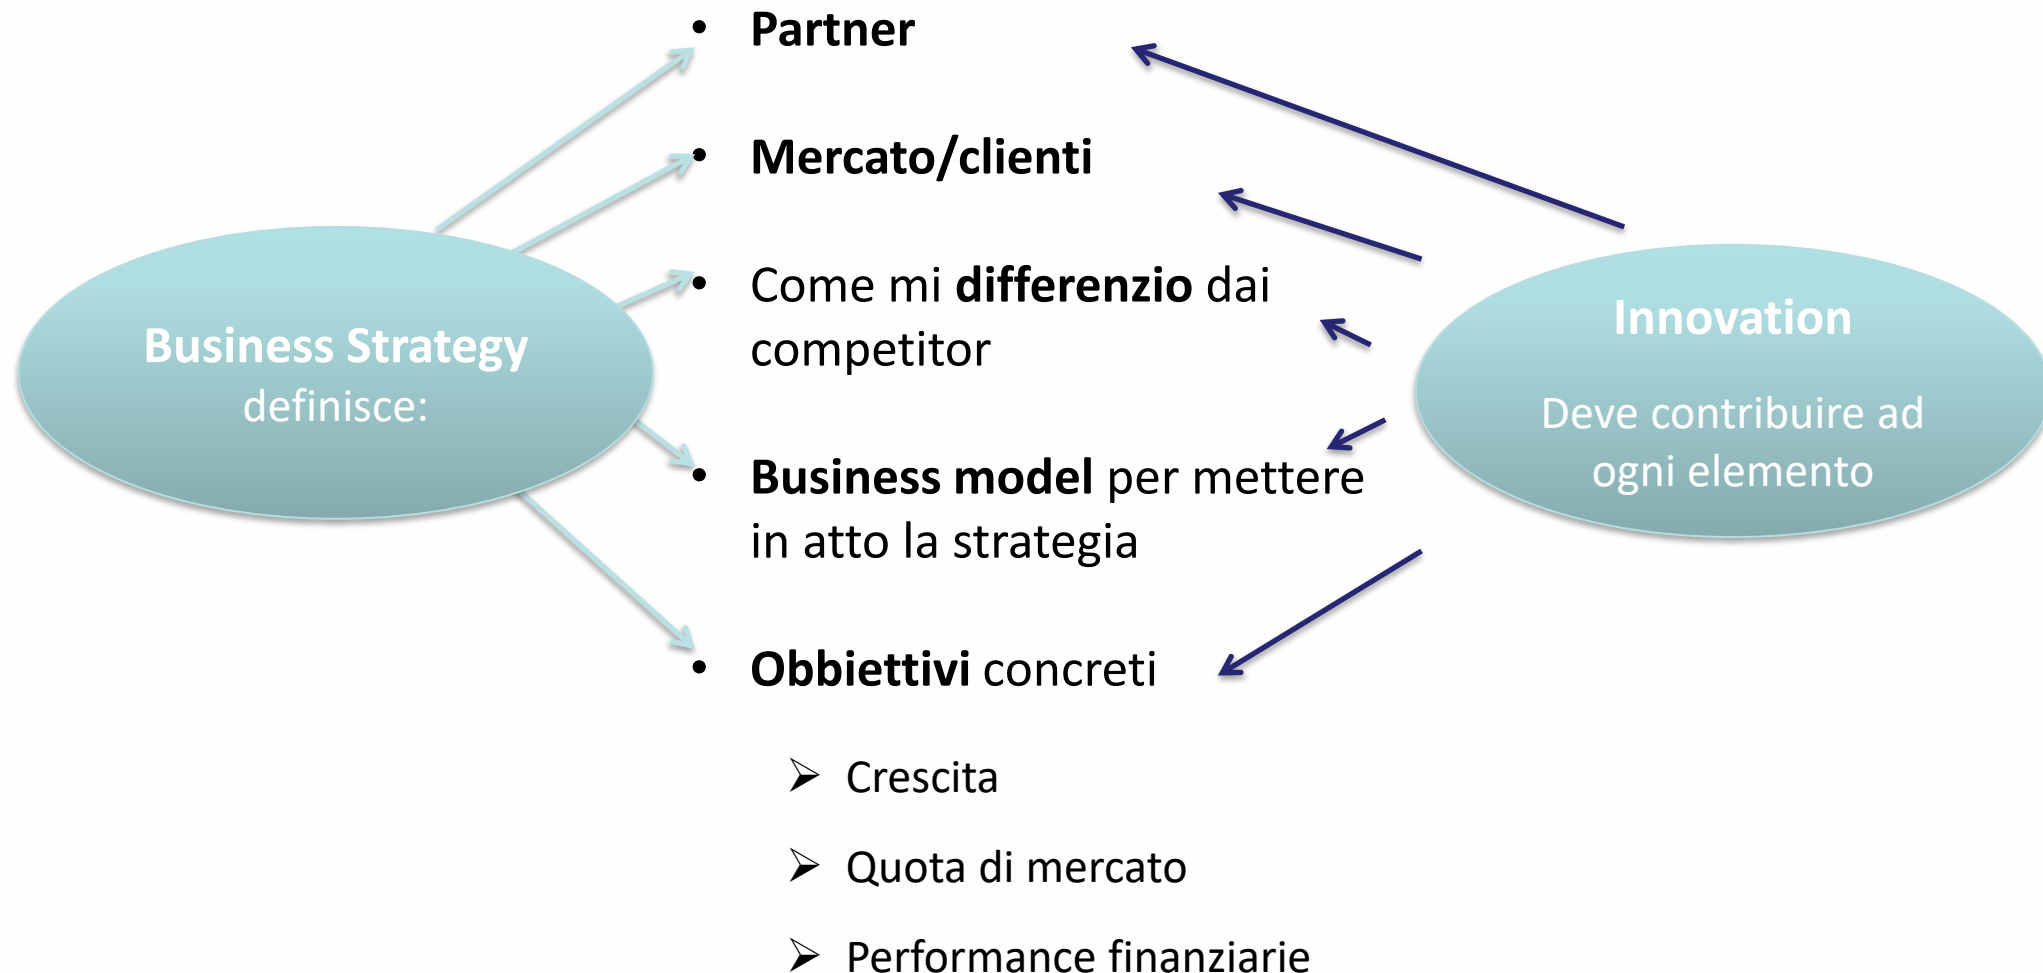 • Partner
• Mercato/clienti
• Come mi differenzio dai
competitor
• Business model per mettere
in atto la strategia
• Obbiettivi concreti
➢ Crescita
➢ Quota di mercato
➢ Performance finanziarie
Business Strategy
definisce:
Innovation
Deve contribuire ad
ogni elemento